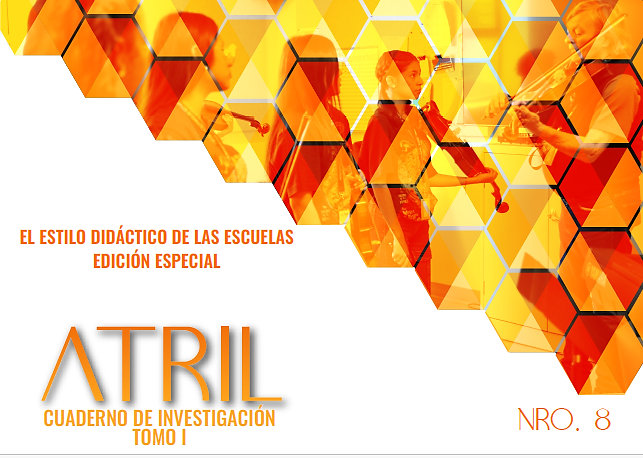 EL ESTILO DIDÁCTICO DE LAS ESCUELAS
EDICIÓN ESPECIAL
ATRIL
CUADERNO DE INVESTIGACIÓN
TOMO I
NRO. 8